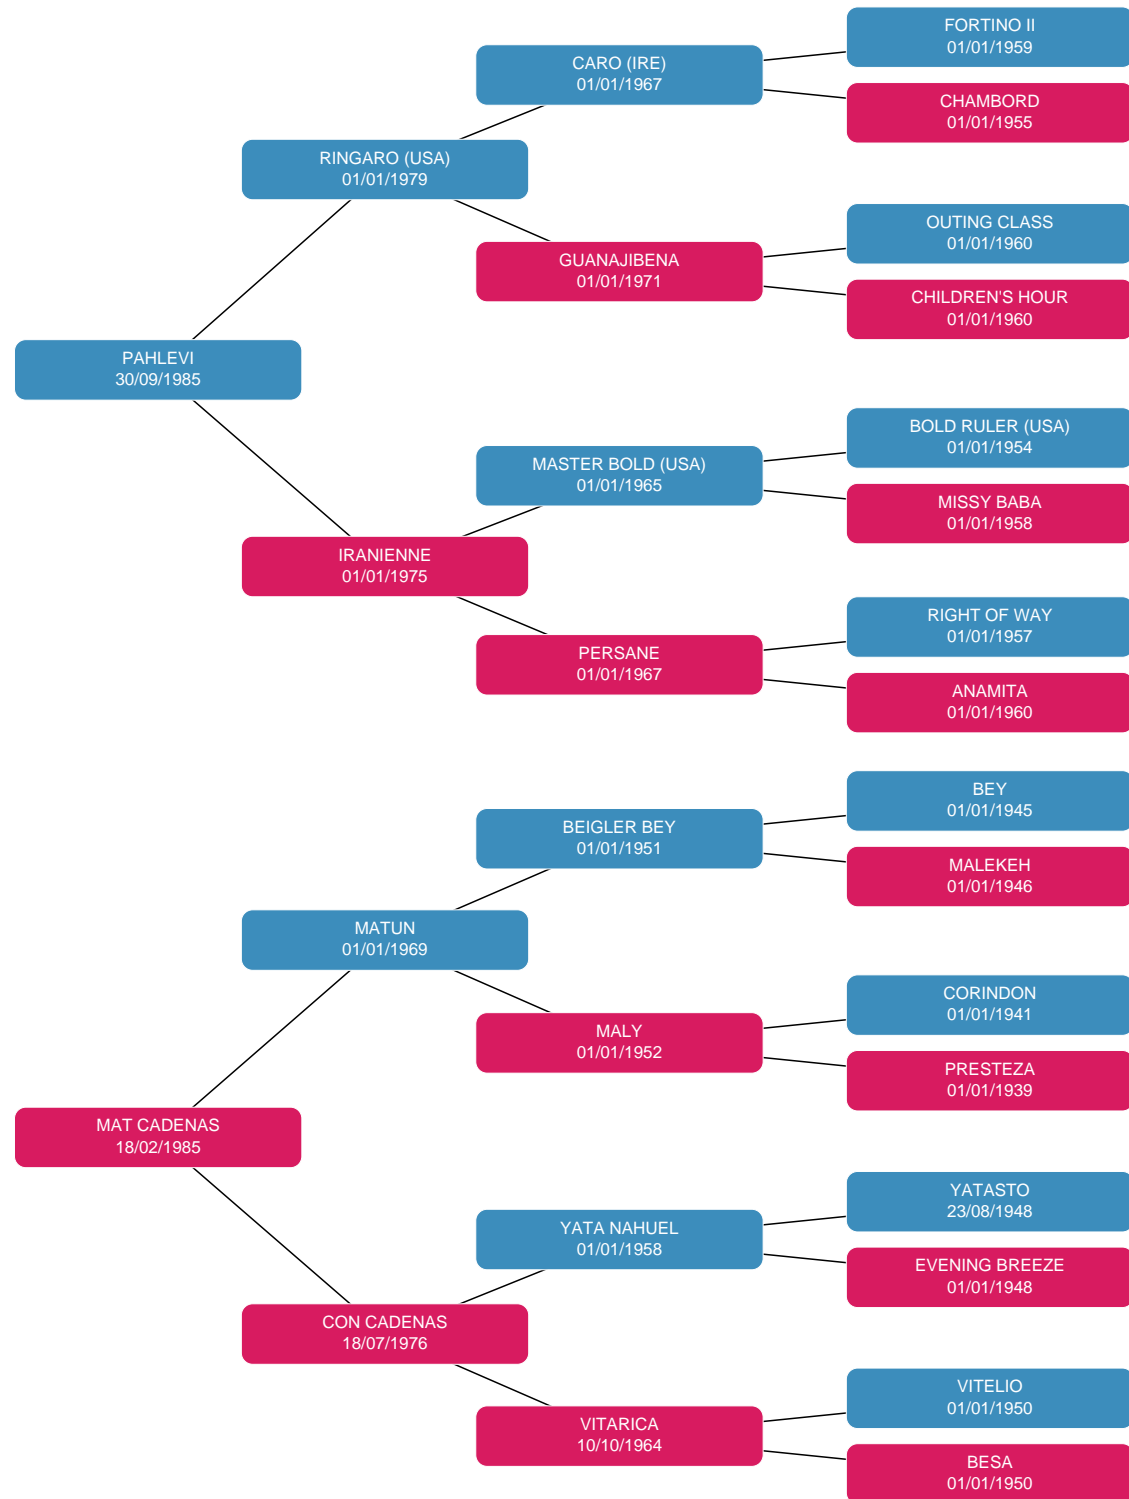 FORTINO II
01/01/1959
CARO (IRE)
01/01/1967
CHAMBORD
01/01/1955
RINGARO (USA)
01/01/1979
OUTING CLASS
01/01/1960
GUANAJIBENA
01/01/1971
CHILDREN'S HOUR
01/01/1960
PAHLEVI
30/09/1985
BOLD RULER (USA)
01/01/1954
MASTER BOLD (USA)
01/01/1965
MISSY BABA
01/01/1958
IRANIENNE
01/01/1975
RIGHT OF WAY
01/01/1957
PERSANE
01/01/1967
ANAMITA
01/01/1960
BEY
01/01/1945
BEIGLER BEY
01/01/1951
MALEKEH
01/01/1946
MATUN
01/01/1969
CORINDON
01/01/1941
MALY
01/01/1952
PRESTEZA
01/01/1939
MAT CADENAS
18/02/1985
YATASTO
23/08/1948
YATA NAHUEL
01/01/1958
EVENING BREEZE
01/01/1948
CON CADENAS
18/07/1976
VITELIO
01/01/1950
VITARICA
10/10/1964
BESA
01/01/1950